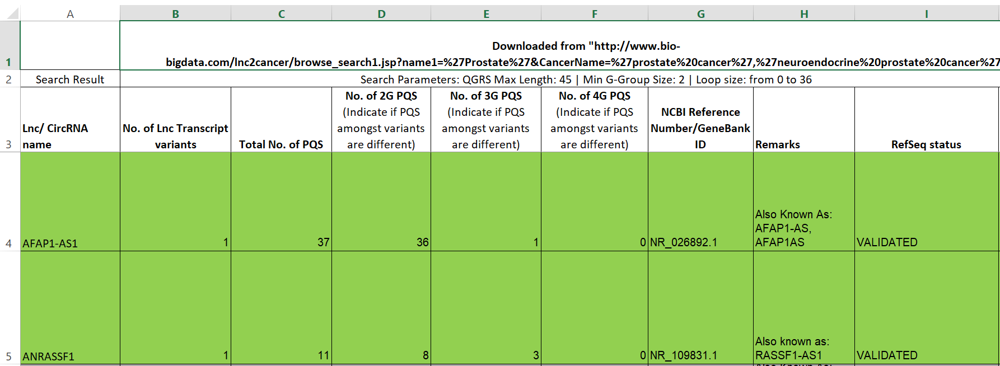 A B C D E F G H I
1 Downloaded from "http://www.bio-
bigdata.com/lnc2cancer/browse_search1.jsp?name1=%27Prostate%27&CancerName=%27prostate%20cancer%27,%27neuroendocrine%20prostate%20cancer%27
2 Search Result Search Parameters: QGRS Max Length: 45 | Min G-Group Size: 2 | Loop size: from 0 to 36
3
Lnc/ CircRNA
name
No. of Lnc Transcript
variants
Total No. of PQS
No. of 2G PQS
(Indicate if PQS
amongst variants
are different)
No. of 3G PQS
(Indicate if PQS
amongst variants
are different)
No. of 4G PQS
(Indicate if PQS
amongst variants
are different)
NCBI Reference
Number/GeneBank
ID
Remarks
RefSeq status
4 AFAP1-AS1 1 37 36 1 0 NR_026892.1
Also Known As:
AFAP1-AS,
AFAP1AS
VALIDATED
5 ANRASSF1 1 11 8 3 0 NR_109831.1
Also known as:
RASSF1-AS1
VALIDATED